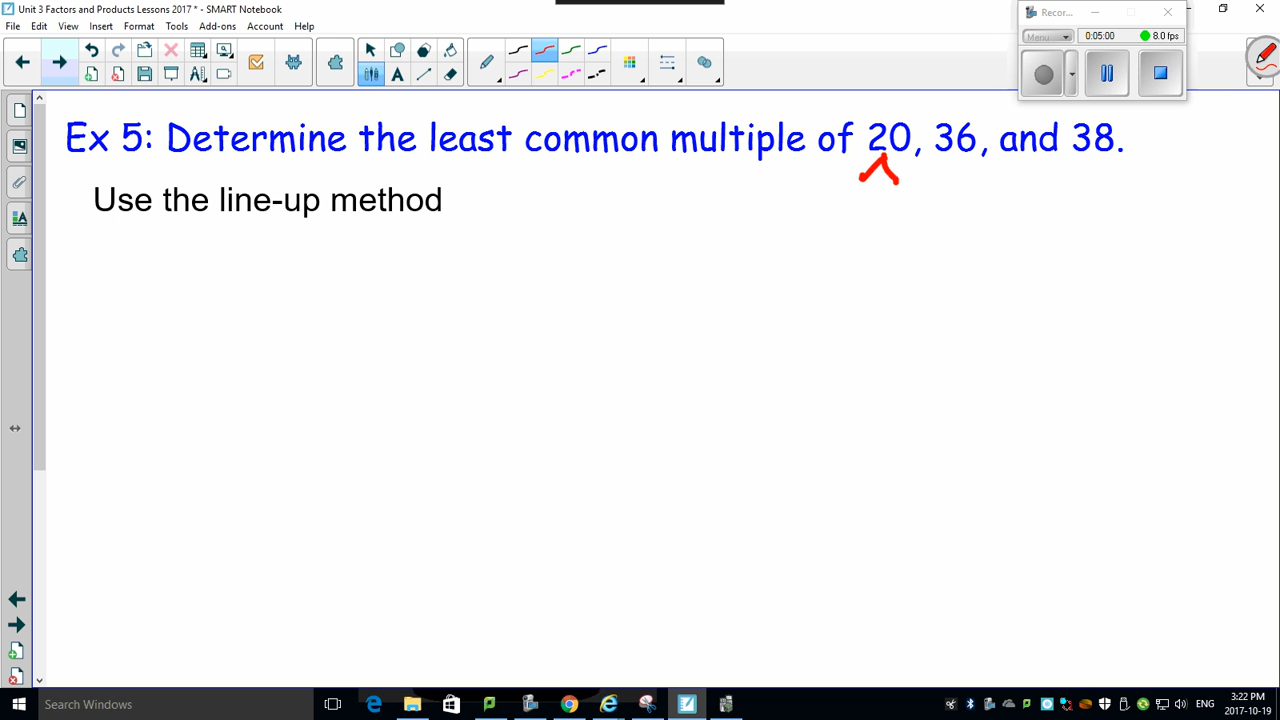 Unit 3 Factors and Products Lessons 2017 * - SMART Notebook
File Edit View Insert Format Tools Add-ons Account Help
Recor...
Menu 0:05:00 8.0 fps
Ex 5: Determine the least common multiple of 20, 36, and 38.
Use the line-up method
Search Windows
ENG
3:22 PM
2017-10-19